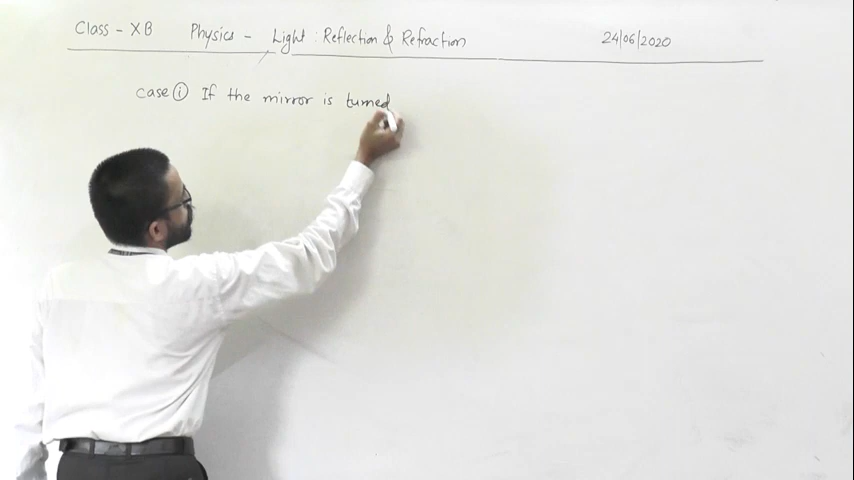 Class - XB Physics - Light : Reflection & Refraction 24/06/2020
case (i) If the mirror is turned